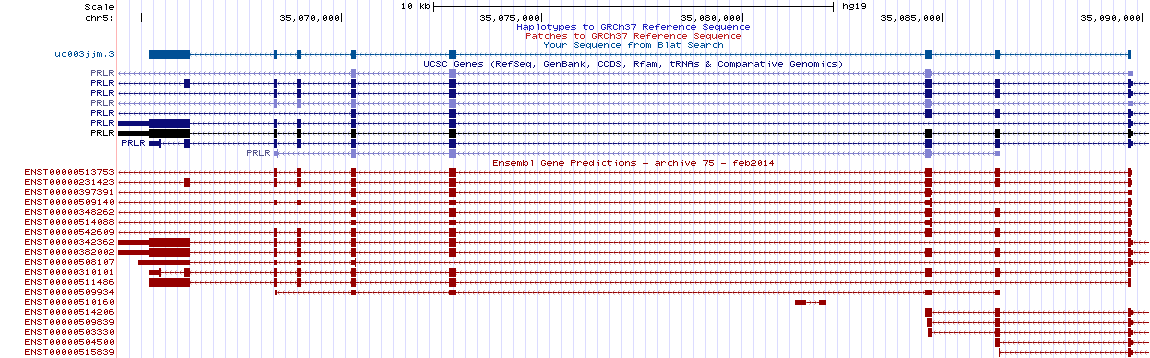 Scale 10 kb hg19
chr5: 35,070,000 35,075,000 35,080,000 35,085,000 35,090,000
Haplotypes to GRCh37 Reference Sequence
Patches to GRCh37 Reference Sequence
Your Sequence from Blat Search
uc003jjm.3
UCSC Genes (RefSeq, GenBank, CCDS, Rfam, tRNAs & Comparative Genomics)
PRLR
PRLR
PRLR
PRLR
PRLR
PRLR
PRLR
PRLR
PRLR
Ensembl Gene Predictions - archive 75 - feb2014
ENST00000513753
ENST00000231423
ENST00000397391
ENST00000509140
ENST00000348262
ENST00000514088
ENST00000542609
ENST00000342362
ENST00000382002
ENST00000508107
ENST00000310101
ENST00000511486
ENST00000509934
ENST00000510160
ENST00000514206
ENST00000509839
ENST00000503330
ENST00000504500
ENST00000515839